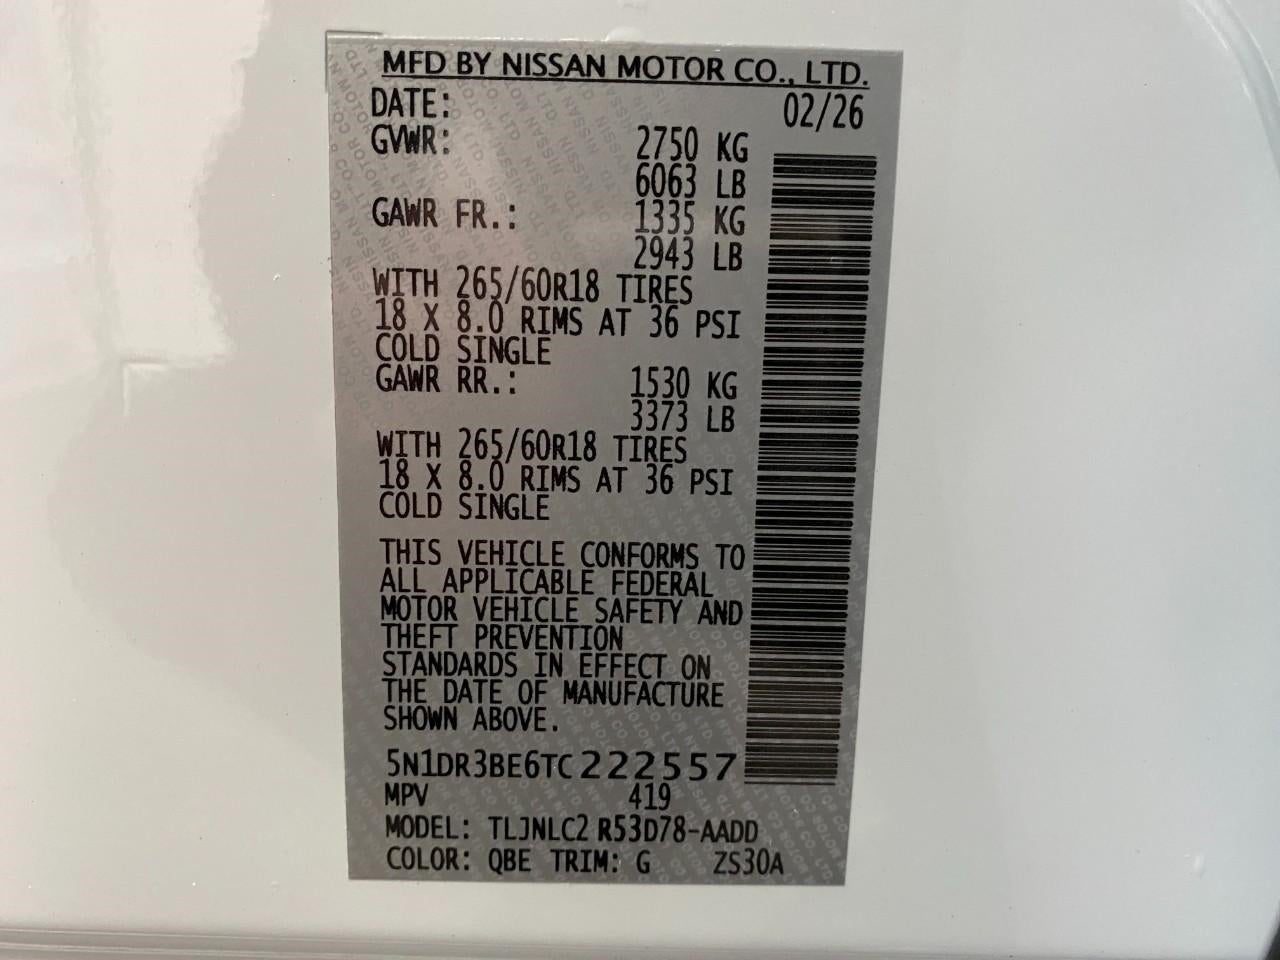 MFD BY NISSAN MOTOR CO., LTD.
DATE: 02/26
GVWR: 2750 KG
6063 LB
GAWR FR.: 1335 KG
2943 LB
WITH 265/60R18 TIRES
18 X 8.0 RIMS AT 36 PSI
COLD SINGLE
GAWR RR.: 1530 KG
3373 LB
WITH 265/60R18 TIRES
18 X 8.0 RIMS AT 36 PSI
COLD SINGLE
THIS VEHICLE CONFORMS TO
ALL APPLICABLE FEDERAL
MOTOR VEHICLE SAFETY AND
THEFT PREVENTION
STANDARDS IN EFFECT ON
THE DATE OF MANUFACTURE
SHOWN ABOVE.
5N1DR3BE6TC222557
MPV 419
MODEL: TLJNLC2 R53D78-AADD
COLOR: QBE TRIM: G ZS30A